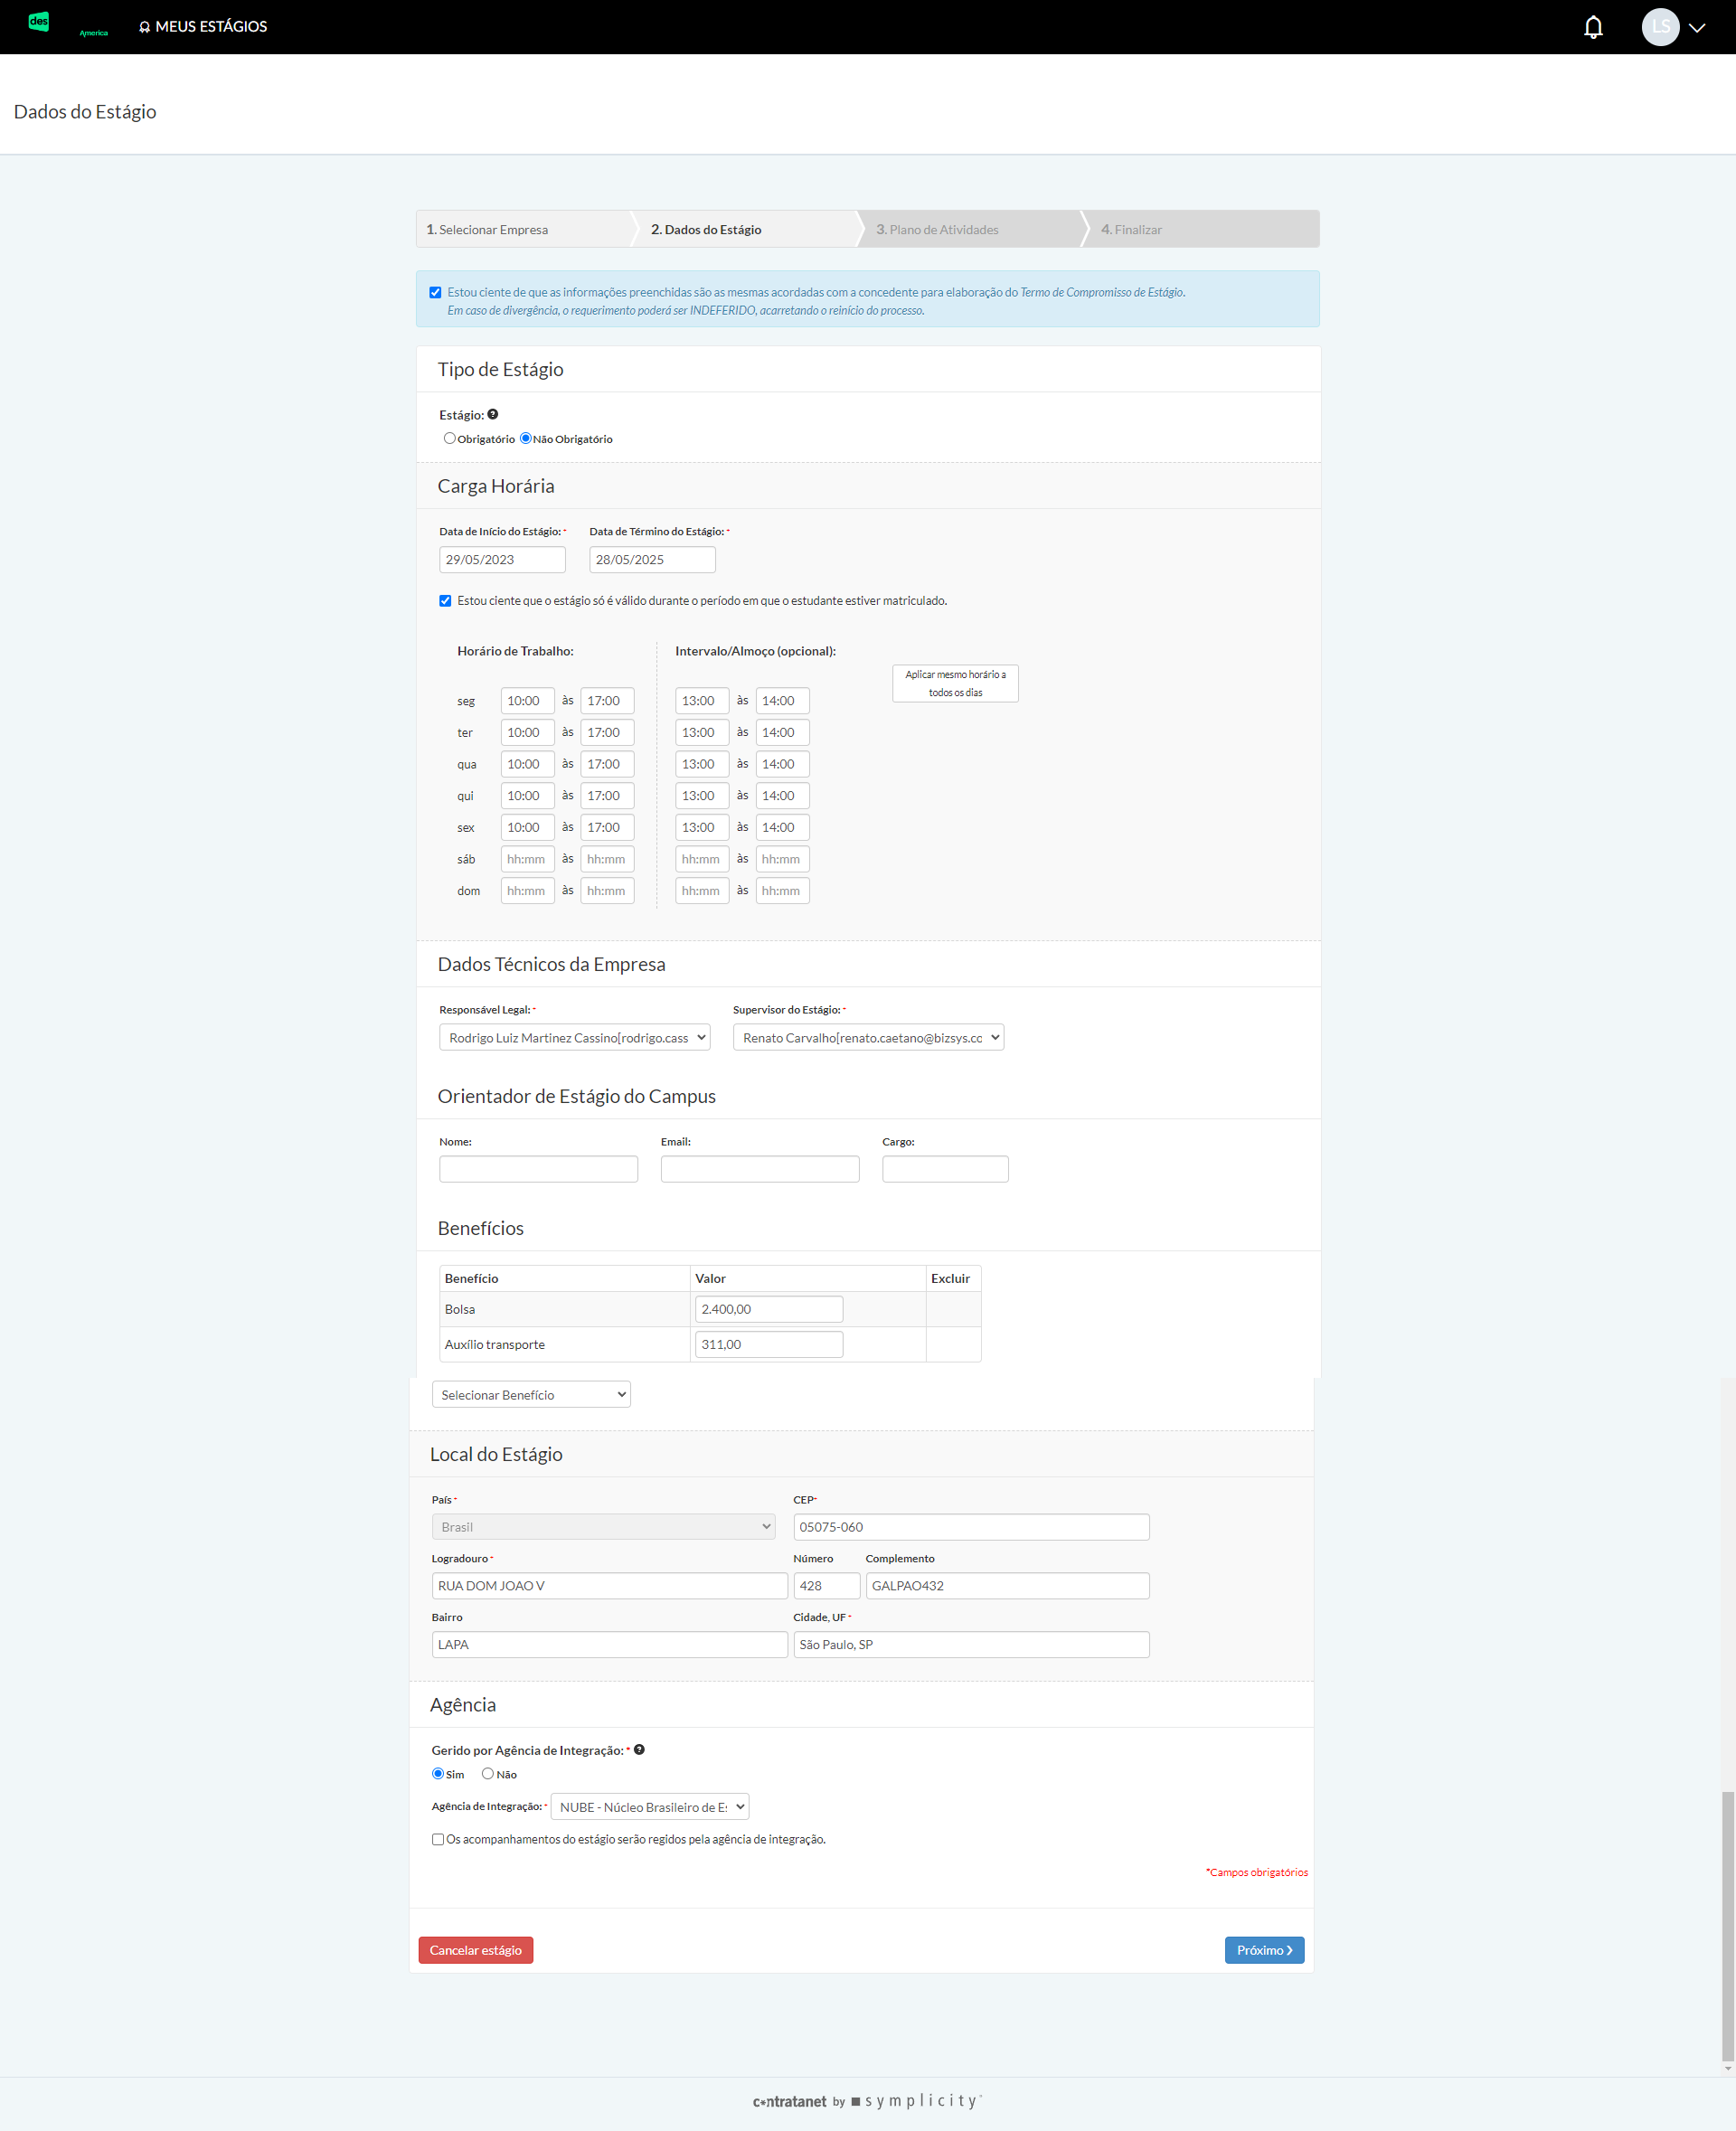 des
America
MEUS ESTÁGIOS
LS
Dados do Estágio
1. Selecionar Empresa
2. Dados do Estágio
3. Plano de Atividades
4. Finalizar
Estou ciente de que as informações preenchidas são as mesmas acordadas com a concedente para elaboração do Termo de Compromisso de Estágio.
Em caso de divergência, o requerimento poderá ser INDEFERIDO, acarretando o reinício do processo.
Tipo de Estágio
Estágio: ?
Obrigatório Não Obrigatório
Carga Horária
Data de Início do Estágio:* Data de Término do Estágio:*
29/05/2023 28/05/2025
Estou ciente que o estágio só é válido durante o período em que o estudante estiver matriculado.
Horário de Trabalho: Intervalo/Almoço (opcional):
Aplicar mesmo horário a
todos os dias
seg 10:00 às 17:00 13:00 às 14:00
ter 10:00 às 17:00 13:00 às 14:00
qua 10:00 às 17:00 13:00 às 14:00
qui 10:00 às 17:00 13:00 às 14:00
sex 10:00 às 17:00 13:00 às 14:00
sáb hh:mm às hh:mm hh:mm às hh:mm
dom hh:mm às hh:mm hh:mm às hh:mm
Dados Técnicos da Empresa
Responsável Legal:* Supervisor do Estágio:*
Rodrigo Luiz Martinez Cassino[rodrigo.cass Renato Carvalho[renato.caetano@bizsys.cc
Orientador de Estágio do Campus
Nome: Email: Cargo:
Benefícios
Benefício Valor Excluir
Bolsa 2.400,00
Auxílio transporte 311,00
Selecionar Benefício
Local do Estágio
País* CEP*
Brasil 05075-060
Logradouro* Número Complemento
RUA DOM JOAO V 428 GALPAO432
Bairro Cidade, UF*
LAPA São Paulo, SP
Agência
Gerido por Agência de Integração:* ?
Sim Não
Agência de Integração:* NUBE - Núcleo Brasileiro de E:
Os acompanhamentos do estágio serão regidos pela agência de integração.
*Campos obrigatórios
Cancelar estágio Próximo
contratanet by symplicity